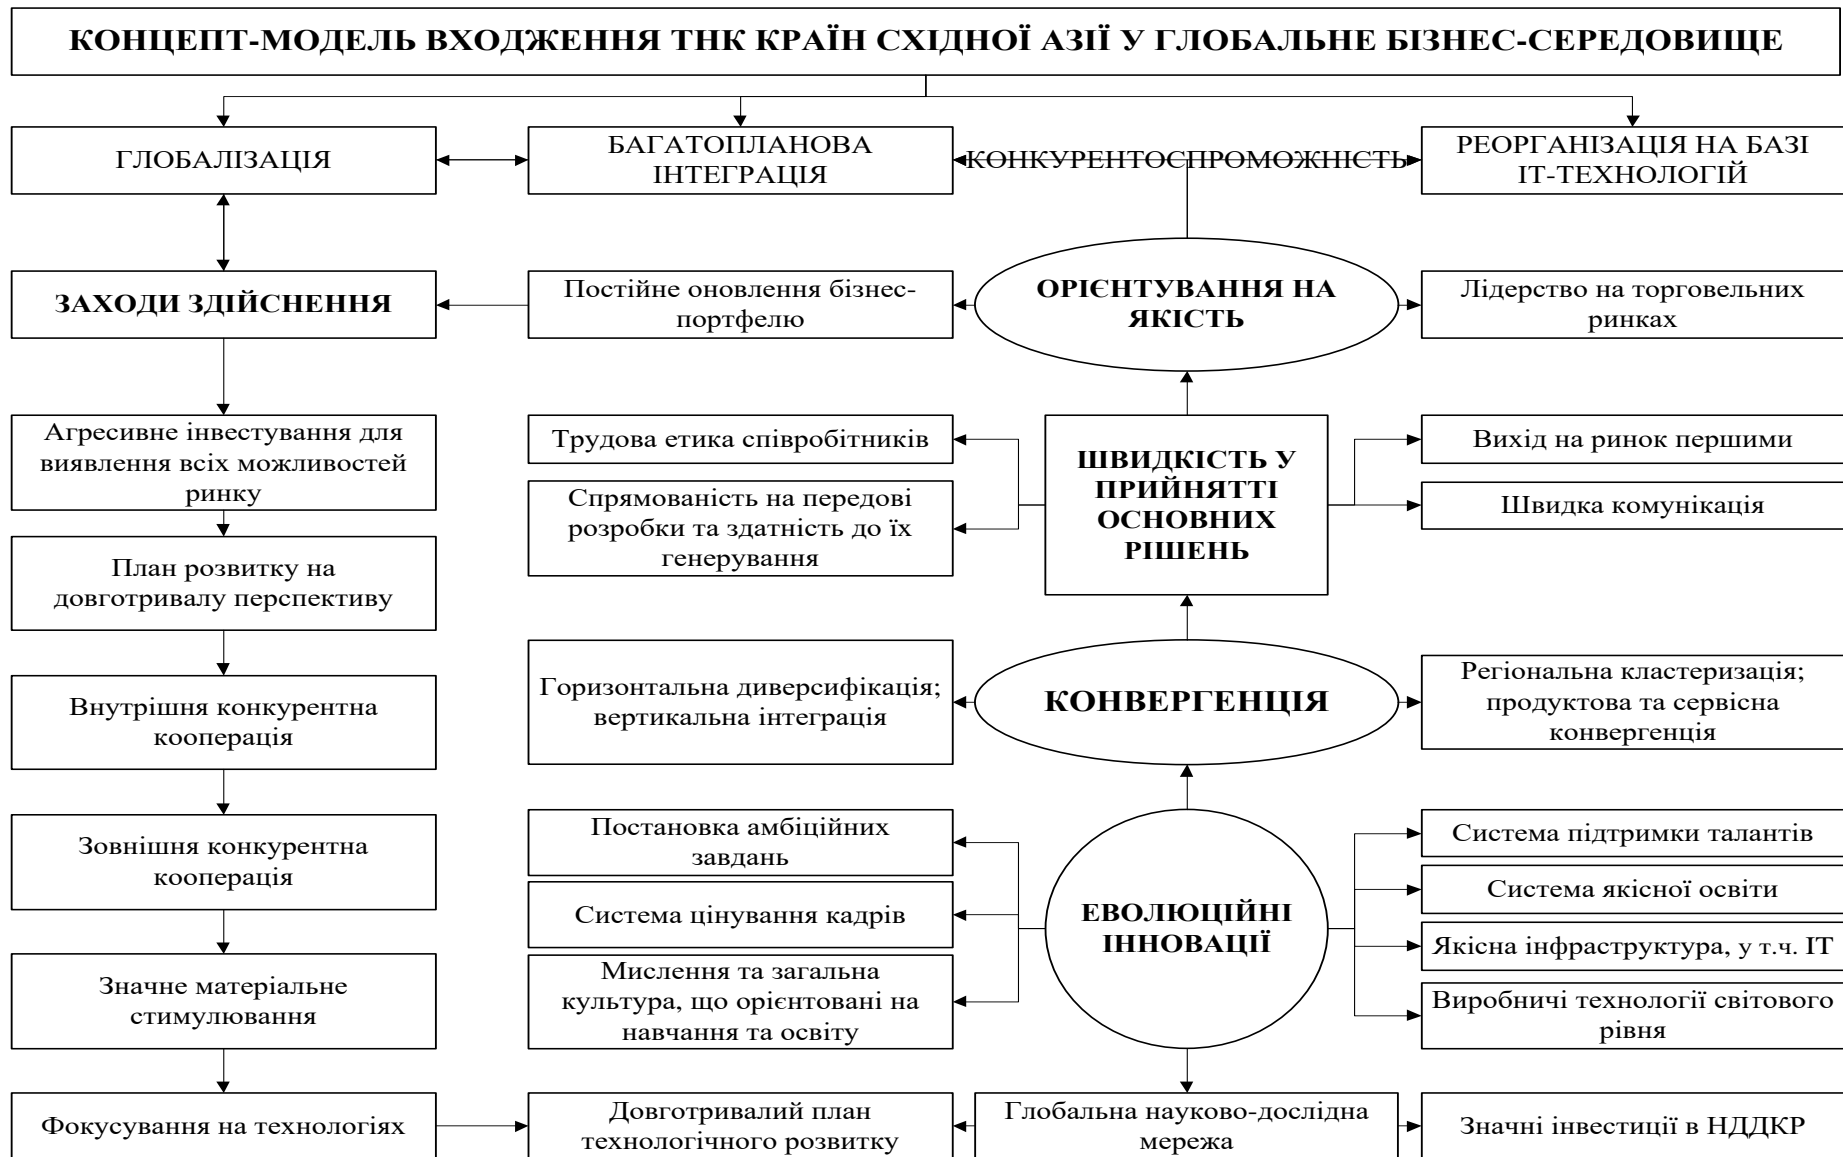 КОНЦЕПТ-МОДЕЛЬ ВХОДЖЕННЯ ТНК КРАЇН СХІДНОЇ АЗІЇ У ГЛОБАЛЬНЕ БІЗНЕС-СЕРЕДОВИЩЕ
ГЛОБАЛІЗАЦІЯ
БАГАТОПЛАНОВА
ІНТЕГРАЦІЯ
КОНКУРЕНТОСПРОМОЖНІСТЬ
РЕОРГАНІЗАЦІЯ НА БАЗІ
ІТ-ТЕХНОЛОГІЙ
ЗАХОДИ ЗДІЙСНЕННЯ
Постійне оновлення бізнес-
портфелю
ОРІЄНТУВАННЯ НА
ЯКІСТЬ
Лідерство на торговельних
ринках
Агресивне інвестування для
виявлення всіх можливостей
ринку
Трудова етика співробітників
Спрямованість на передові
розробки та здатність до їх
генерування
ШВИДКІСТЬ У
ПРИЙНЯТТІ
ОСНОВНИХ
РІШЕНЬ
Вихід на ринок першими
Швидка комунікація
План розвитку на
довготривалу перспективу
Внутрішня конкурентна
кооперація
Горизонтальна диверсифікація;
вертикальна інтеграція
КОНВЕРГЕНЦІЯ
Регіональна кластеризація;
продуктова та сервісна
конвергенція
Зовнішня конкурентна
кооперація
Постановка амбіційних
завдань
Система цінування кадрів
Мислення та загальна
культура, що орієнтовані на
навчання та освіту
ЕВОЛЮЦІЙНІ
ІННОВАЦІЇ
Система підтримки талантів
Система якісної освіти
Якісна інфраструктура, у т.ч. ІТ
Виробничі технології світового
рівня
Значне матеріальне
стимулювання
Фокусування на технологіях
Довготривалий план
технологічного розвитку
Глобальна науково-дослідна
мережа
Значні інвестиції в НДДКР